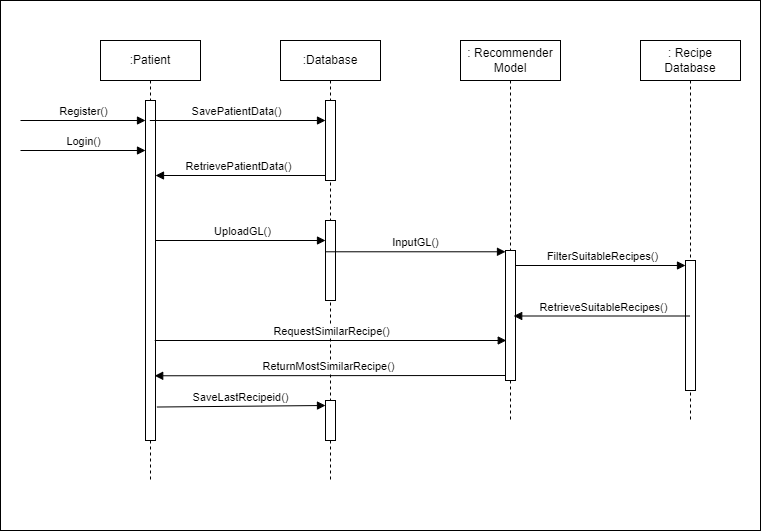 :Patient
:Database
: Recommender
Model
: Recipe
Database
Register()
SavePatientData()
Login()
RetrievePatientData()
UploadGL()
InputGL()
FilterSuitableRecipes()
RetrieveSuitableRecipes()
RequestSimilarRecipe()
ReturnMostSimilarRecipe()
SaveLastRecipeid()